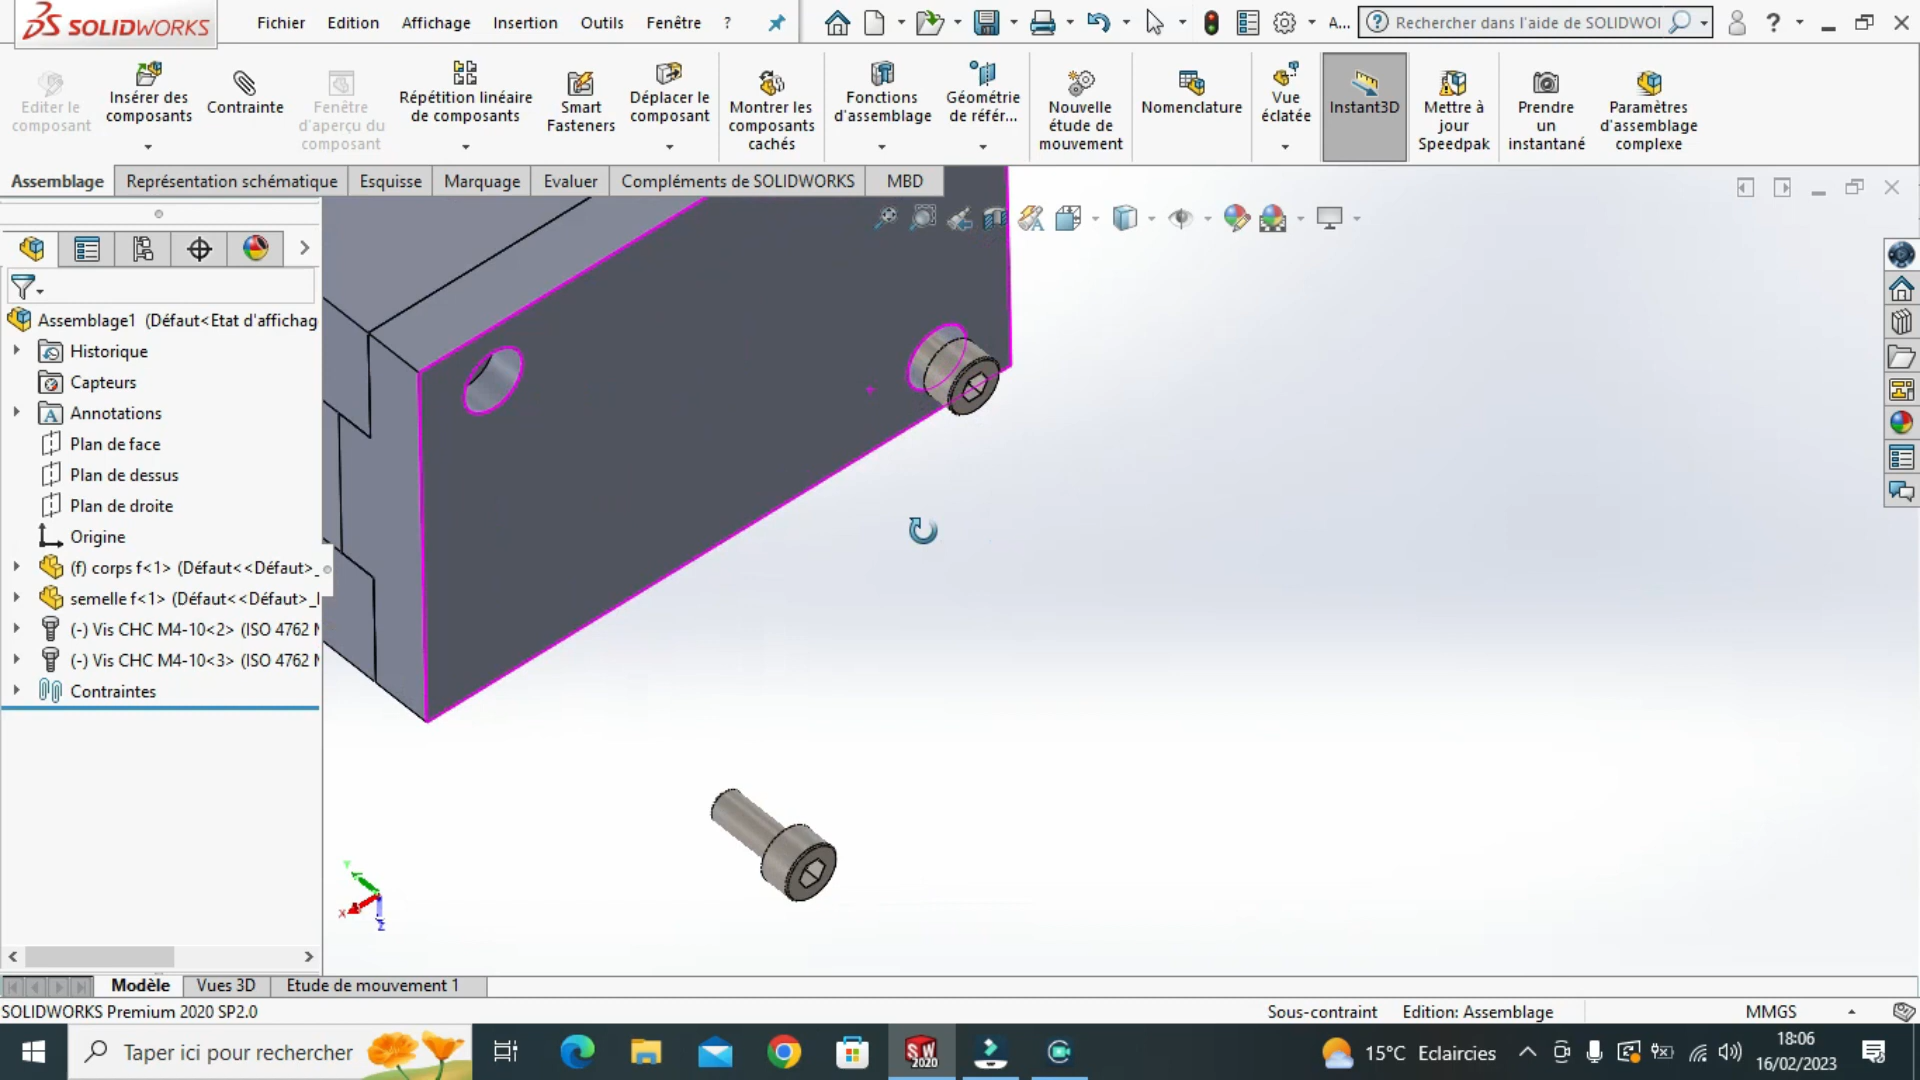 SOLIDWORKS
Fichier Edition Affichage Insertion Outils Fenêtre ?
A...
Rechercher dans l'aide de SOLIDWOI
?
Editer le composant
Insérer des composants
Contrainte
Fenêtre d'aperçu du composant
Répétition linéaire de composants
Smart Fasteners
Déplacer le composant
Montrer les composants cachés
Fonctions d'assemblage
Géométrie de référ...
Nouvelle étude de mouvement
Nomenclature
Vue éclatée
Instant3D
Mettre à jour Speedpak
Prendre un instantané
Paramètres d'assemblage complexe
Assemblage Représentation schématique Esquisse Marquage Evaluer Compléments de SOLIDWORKS MBD
Assemblage1 (Défaut<Etat d'affichag
Historique
Capteurs
Annotations
Plan de face
Plan de dessus
Plan de droite
Origine
(f) corps f<1> (Défaut<<Défaut>_
semelle f<1> (Défaut<<Défaut>_I
(-) Vis CHC M4-10<2> (ISO 4762 M
(-) Vis CHC M4-10<3> (ISO 4762 M
Contraintes
Y
X
Z
Modèle Vues 3D Etude de mouvement 1
SOLIDWORKS Premium 2020 SP2.0
Sous-contraint Edition: Assemblage MMGS
Taper ici pour rechercher
SW 2020
15°C Eclaircies
18:06
16/02/2023